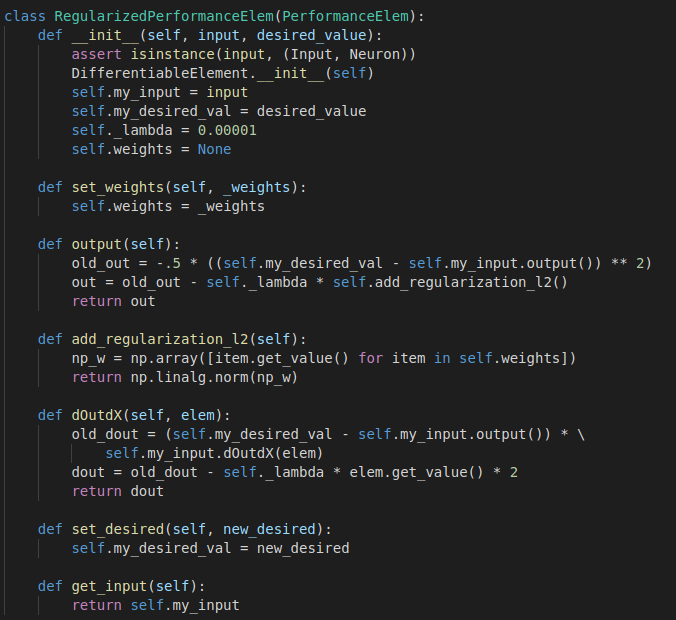 class RegularizedPerformanceElem(PerformanceElem):
    def __init__(self, input, desired_value):
        assert isinstance(input, (Input, Neuron))
        DifferentiableElement.__init__(self)
        self.my_input = input
        self.my_desired_val = desired_value
        self._lambda = 0.00001
        self.weights = None

    def set_weights(self, _weights):
        self.weights = _weights

    def output(self):
        old_out = -.5 * ((self.my_desired_val - self.my_input.output()) ** 2)
        out = old_out - self._lambda * self.add_regularization_l2()
        return out

    def add_regularization_l2(self):
        np_w = np.array([item.get_value() for item in self.weights])
        return np.linalg.norm(np_w)

    def dOutdX(self, elem):
        old_dout = (self.my_desired_val - self.my_input.output()) * \
            self.my_input.dOutdX(elem)
        dout = old_dout - self._lambda * elem.get_value() * 2
        return dout

    def set_desired(self, new_desired):
        self.my_desired_val = new_desired

    def get_input(self):
        return self.my_input